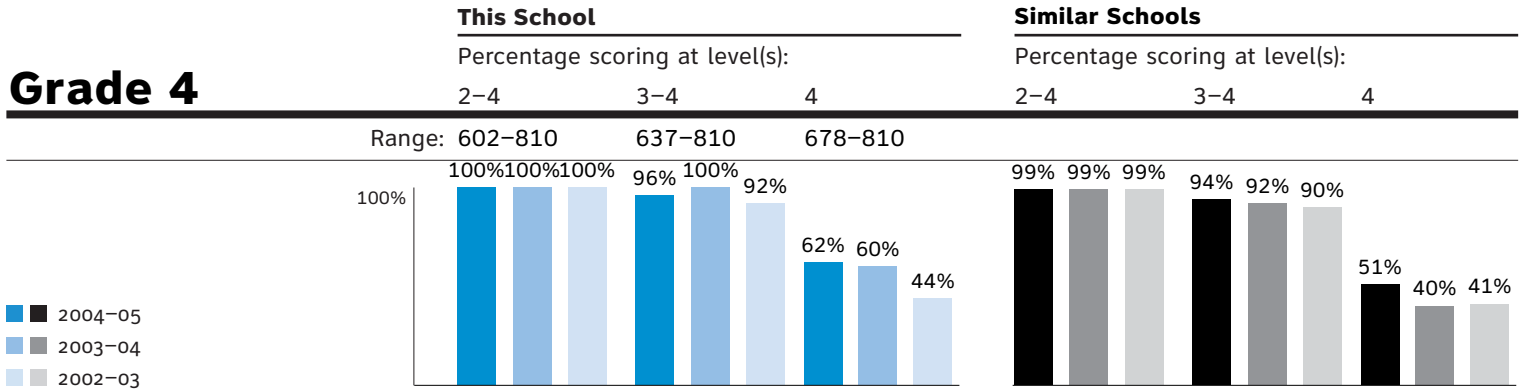 This School Similar Schools
Percentage scoring at level(s): Percentage scoring at level(s):
Grade 4 2–4 3–4 4 2–4 3–4 4
Range: 602–810 637–810 678–810
100% 100% 100% 96% 100% 92% 62% 60% 44% 99% 99% 99% 94% 92% 90% 51% 40% 41%
100%
2004–05
2003–04
2002–03